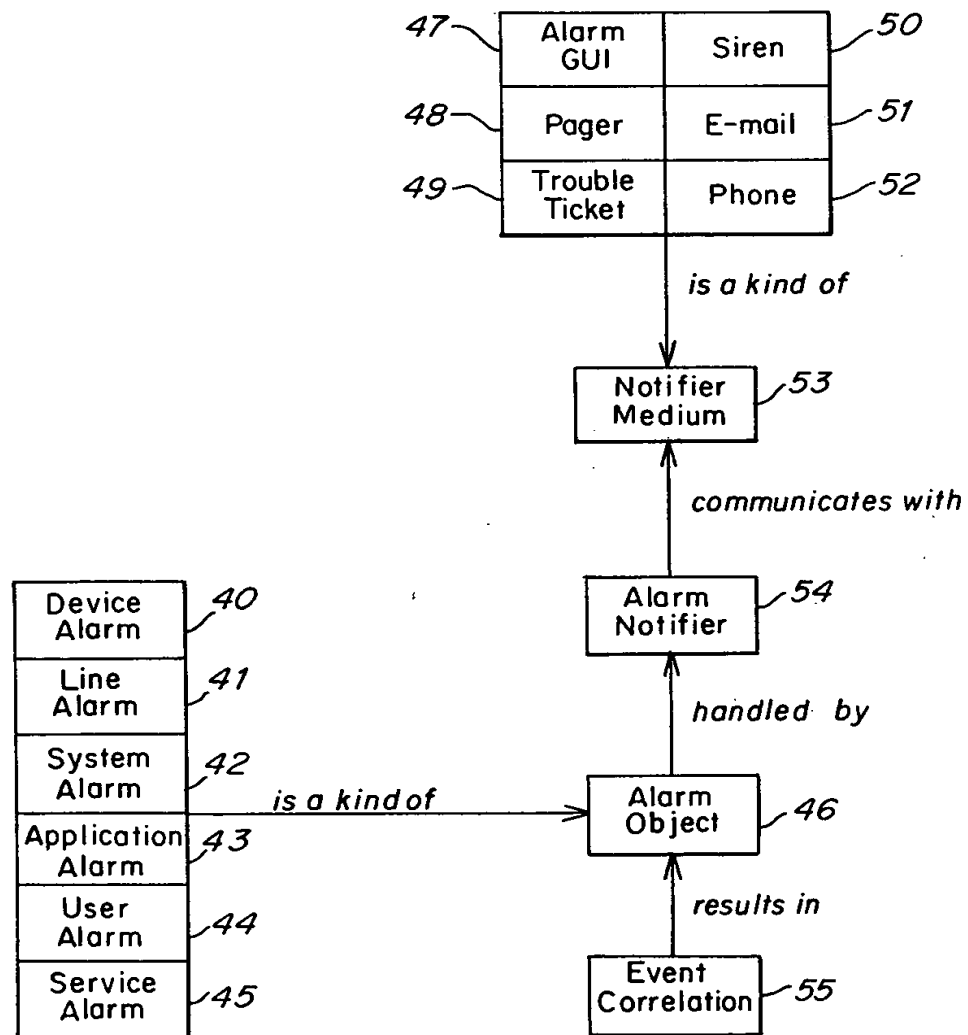 47
Alarm
GUI
Siren
50
48
Pager
E-mail
51
49
Trouble
Ticket
Phone
52
is a kind of
Notifier
Medium
53
communicates with
Alarm
Notifier
54
handled by
Device
Alarm
40
Line
Alarm
41
System
Alarm
42
Application
Alarm
43
User
Alarm
44
Service
Alarm
45
is a kind of
Alarm
Object
46
results in
Event
Correlation
55